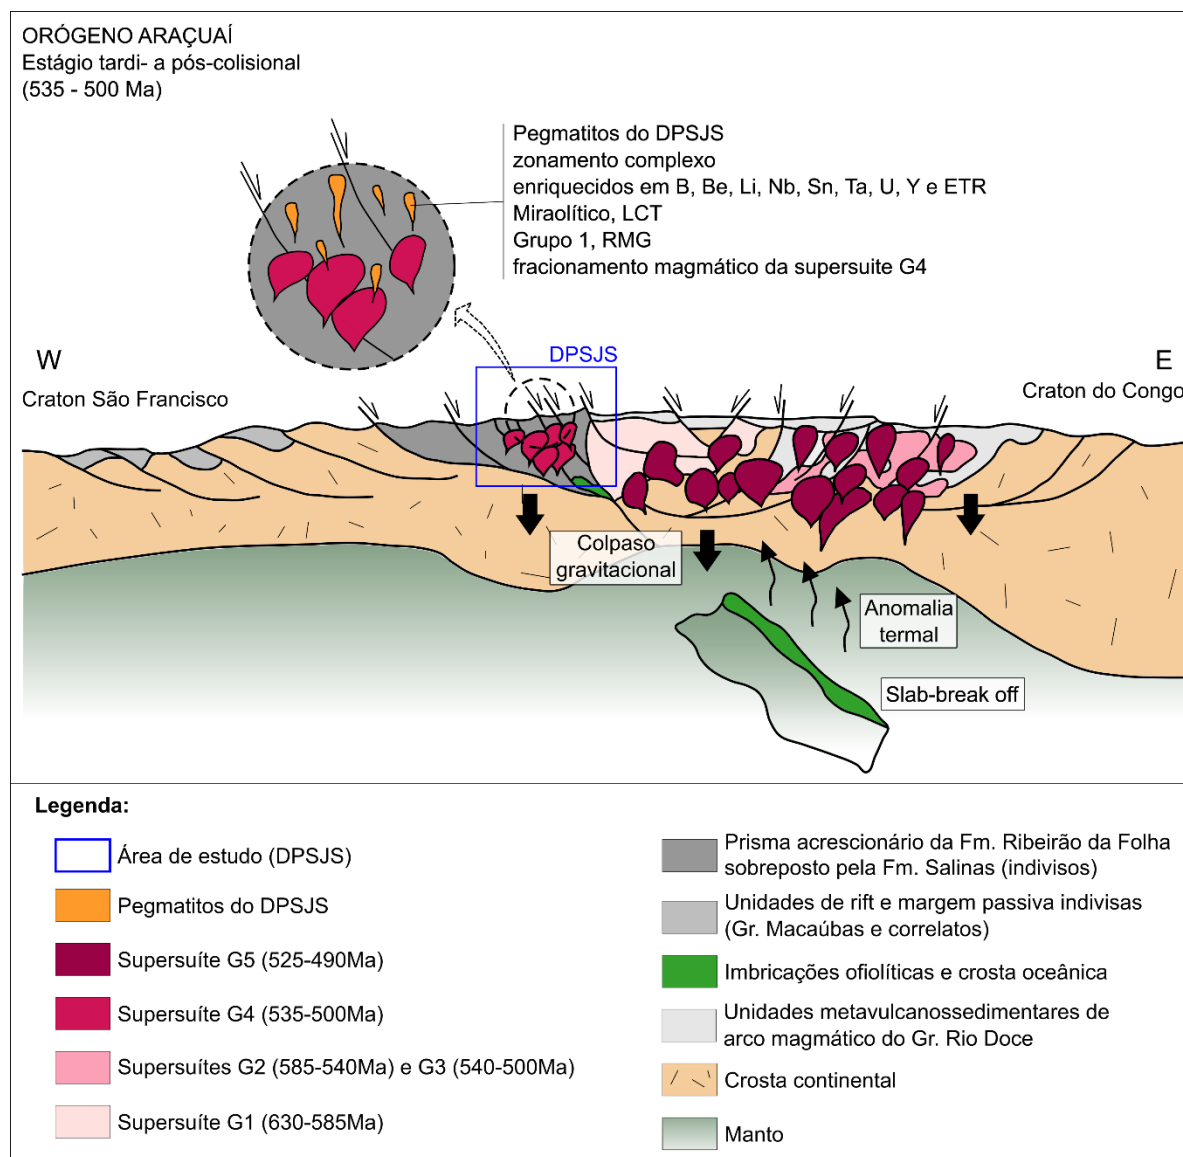 ORÓGENO ARAÇUAÍ
Estágio tardi- a pós-colisional
(535 - 500 Ma)
Pegmatitos do DPSJS
zonamento complexo
enriquecidos em B, Be, Li, Nb, Sn, Ta, U, Y e ETR
Miraolítico, LCT
Grupo 1, RMG
fracionamento magmático da supersuite G4
W
E
DPSJS
Craton São Francisco
Craton do Congo
Colpaso
gravitacional
Anomalia
termal
Slab-break off
Legenda:
Área de estudo (DPSJS)
Pegmatitos do DPSJS
Supersuíte G5 (525-490Ma)
Supersuíte G4 (535-500Ma)
Supersuítes G2 (585-540Ma) e G3 (540-500Ma)
Supersuíte G1 (630-585Ma)
Prisma acrescionário da Fm. Ribeirão da Folha
sobreposto pela Fm. Salinas (indivisos)
Unidades de rift e margem passiva indivisas
(Gr. Macaúbas e correlatos)
Imbricações ofiolíticas e crosta oceânica
Unidades metavulcanossedimentares de
arco magmático do Gr. Rio Doce
Crosta continental
Manto